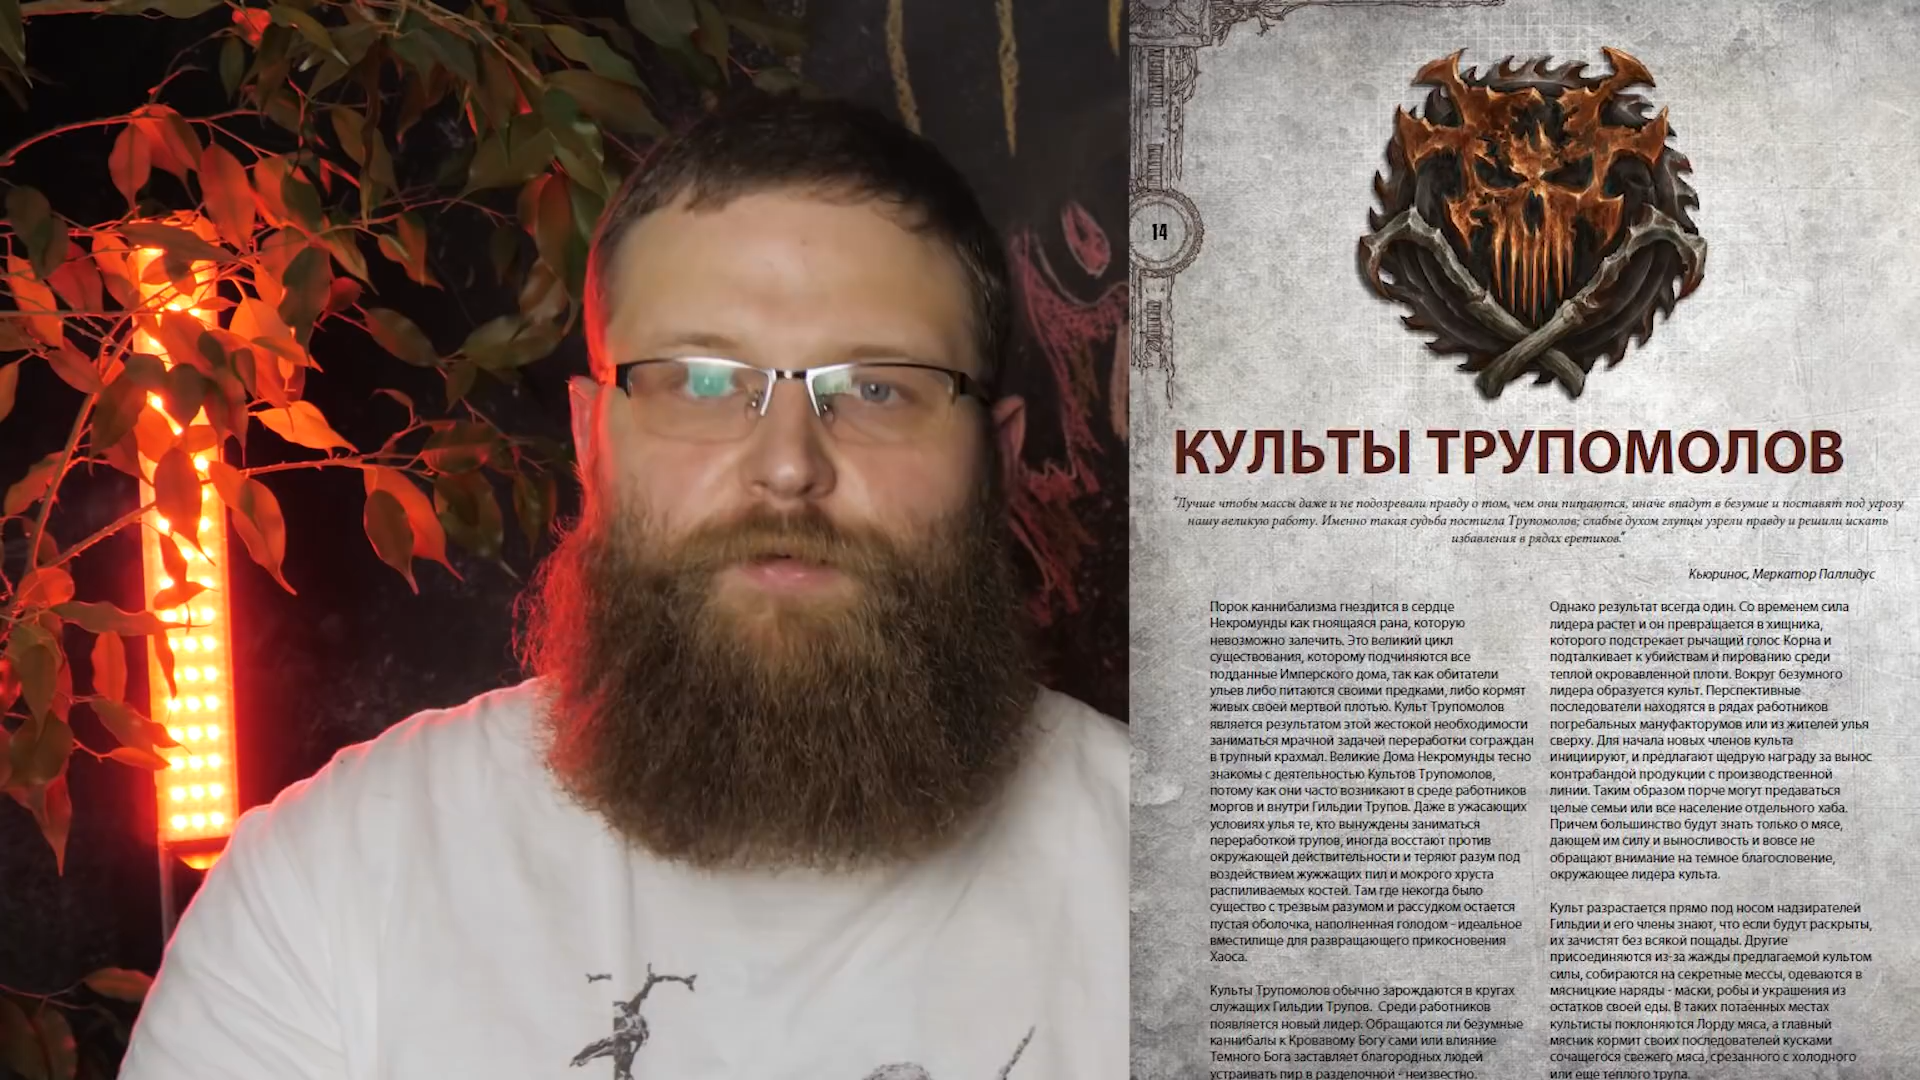 14
КУЛЬТЫ ТРУПОМОЛОВ
"Лучше чтобы массы даже и не подозревали правду о том, чем они питаются, иначе впадут в безумие и поставят под угрозу
нашу великую работу. Именно такая судьба постигла Трупомолов; слабые духом глупцы узрели правду и решили искать
избавления в рядах еретиков."
Кьюринос, Меркатор Паллидус
Порок каннибализма гнездится в сердце
Некромунды как гноящаяся рана, которую
невозможно залечить. Это великий цикл
существования, которому подчиняются все
подданные Имперского дома, так как обитатели
ульев либо питаются своими предками, либо кормят
живых своей мертвой плотью. Культ Трупомолов
является результатом этой жестокой необходимости
заниматься мрачной задачей переработки сограждан
в трупный крахмал. Великие Дома Некромунды тесно
знакомы с деятельностью Культов Трупомолов,
потому как они часто возникают в среде работников
моргов и внутри Гильдии Трупов. Даже в ужасающих
условиях улья те, кто вынуждены заниматься
переработкой трупов, иногда восстают против
окружающей действительности и теряют разум под
воздействием жужжащих пил и мокрого хруста
распиливаемых костей. Там где некогда было
существо с трезвым разумом и рассудком остается
пустая оболочка, наполненная голодом - идеальное
вместилище для развращающего прикосновения
Хаоса.
Культы Трупомолов обычно зарождаются в кругах
служащих Гильдии Трупов. Среди работников
появляется новый лидер. Обращаются ли безумные
каннибалы к Кровавому Богу сами или влияние
Темного Бога заставляет благородных людей
устраивать пир в разделочной - неизвестно.
Однако результат всегда один. Со временем сила
лидера растет и он превращается в хищника,
которого подстрекает рычащий голос Корна и
подталкивает к убийствам и пированию среди
теплой окровавленной плоти. Вокруг безумного
лидера образуется культ. Перспективные
последователи находятся в рядах работников
погребальных мануфакторумов или из жителей улья
сверху. Для начала новых членов культа
инициируют, и предлагают щедрую награду за вынос
контрабандой продукции с производственной
линии. Таким образом порче могут предаваться
целые семьи или все население отдельного хаба.
Причем большинство будут знать только о мясе,
дающем им силу и выносливость и вовсе не
обращают внимание на темное благословение,
окружающее лидера культа.
Культ разрастается прямо под носом надзирателей
Гильдии и его члены знают, что если будут раскрыты,
их зачистят без всякой пощады. Другие
присоединяются из-за жажды предлагаемой культом
силы, собираются на секретные мессы, одеваются в
мясницкие наряды - маски, робы и украшения из
остатков своей еды. В таких потаенных местах
культисты поклоняются Лорду мяса, а главный
мясник кормит своих последователей кусками
сочащегося свежего мяса, срезанного с холодного
или еще теплого трупа.